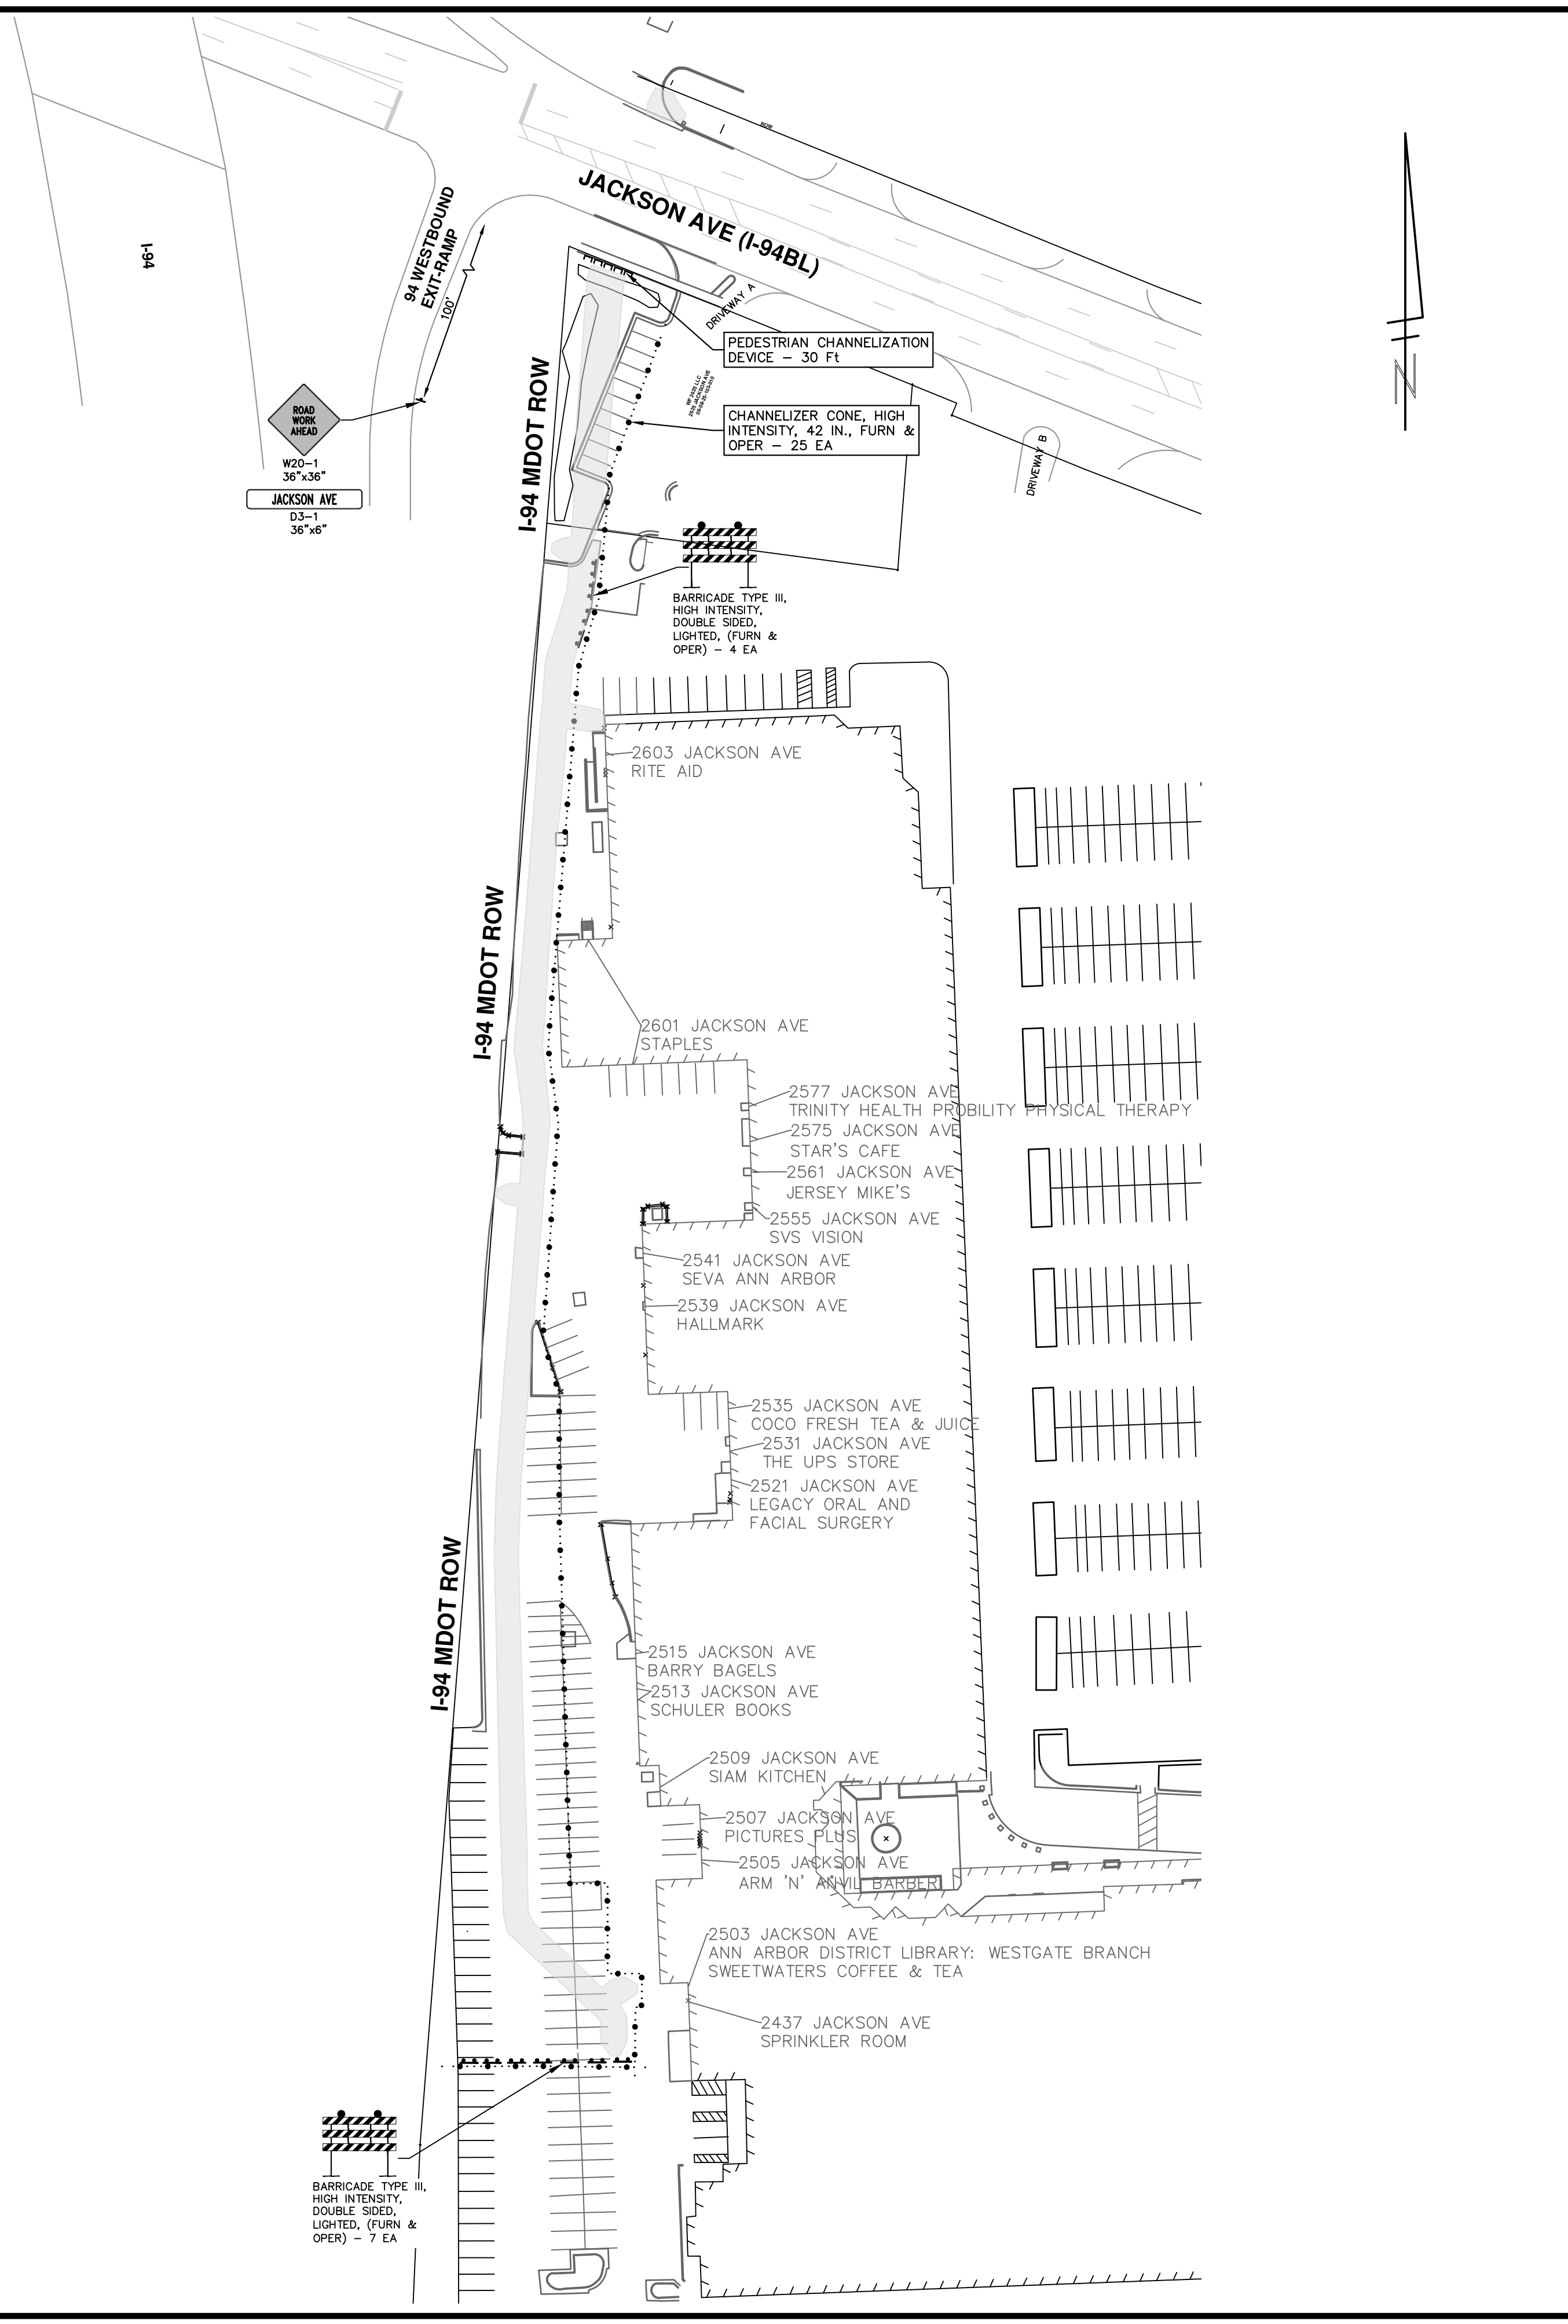 ROW
JACKSON AVE (I-94BL)
94 WESTBOUND
EXIT-RAMP
100'
I-94
DRIVEWAY A
PEDESTRIAN CHANNELIZATION
DEVICE – 30 Ft
I-94 MDOT ROW
WF 2525 LLC
2525 JACKSON AVE
CHANNELIZER CONE, HIGH
INTENSITY, 42 IN., FURN &
OPER – 25 EA
N
ROAD
WORK
AHEAD
W20–1
36"x36"
JACKSON AVE
D3–1
36"x6"
DRIVEWAY B
BARRICADE TYPE III,
HIGH INTENSITY,
DOUBLE SIDED,
LIGHTED, (FURN &
OPER) – 4 EA
2603 JACKSON AVE
RITE AID
I-94 MDOT ROW
2601 JACKSON AVE
STAPLES
2577 JACKSON AVE
TRINITY HEALTH PROBILITY PHYSICAL THERAPY
2575 JACKSON AVE
STAR'S CAFE
2561 JACKSON AVE
JERSEY MIKE'S
2555 JACKSON AVE
SVS VISION
2541 JACKSON AVE
SEVA ANN ARBOR
2539 JACKSON AVE
HALLMARK
2535 JACKSON AVE
COCO FRESH TEA & JUICE
2531 JACKSON AVE
THE UPS STORE
2521 JACKSON AVE
LEGACY ORAL AND
FACIAL SURGERY
I-94 MDOT ROW
2515 JACKSON AVE
BARRY BAGELS
2513 JACKSON AVE
SCHULER BOOKS
2509 JACKSON AVE
SIAM KITCHEN
2507 JACKSON AVE
PICTURES PLUS
2505 JACKSON AVE
ARM 'N' ANVIL BARBER
2503 JACKSON AVE
ANN ARBOR DISTRICT LIBRARY: WESTGATE BRANCH
SWEETWATERS COFFEE & TEA
2437 JACKSON AVE
SPRINKLER ROOM
BARRICADE TYPE III,
HIGH INTENSITY,
DOUBLE SIDED,
LIGHTED, (FURN &
OPER) – 7 EA